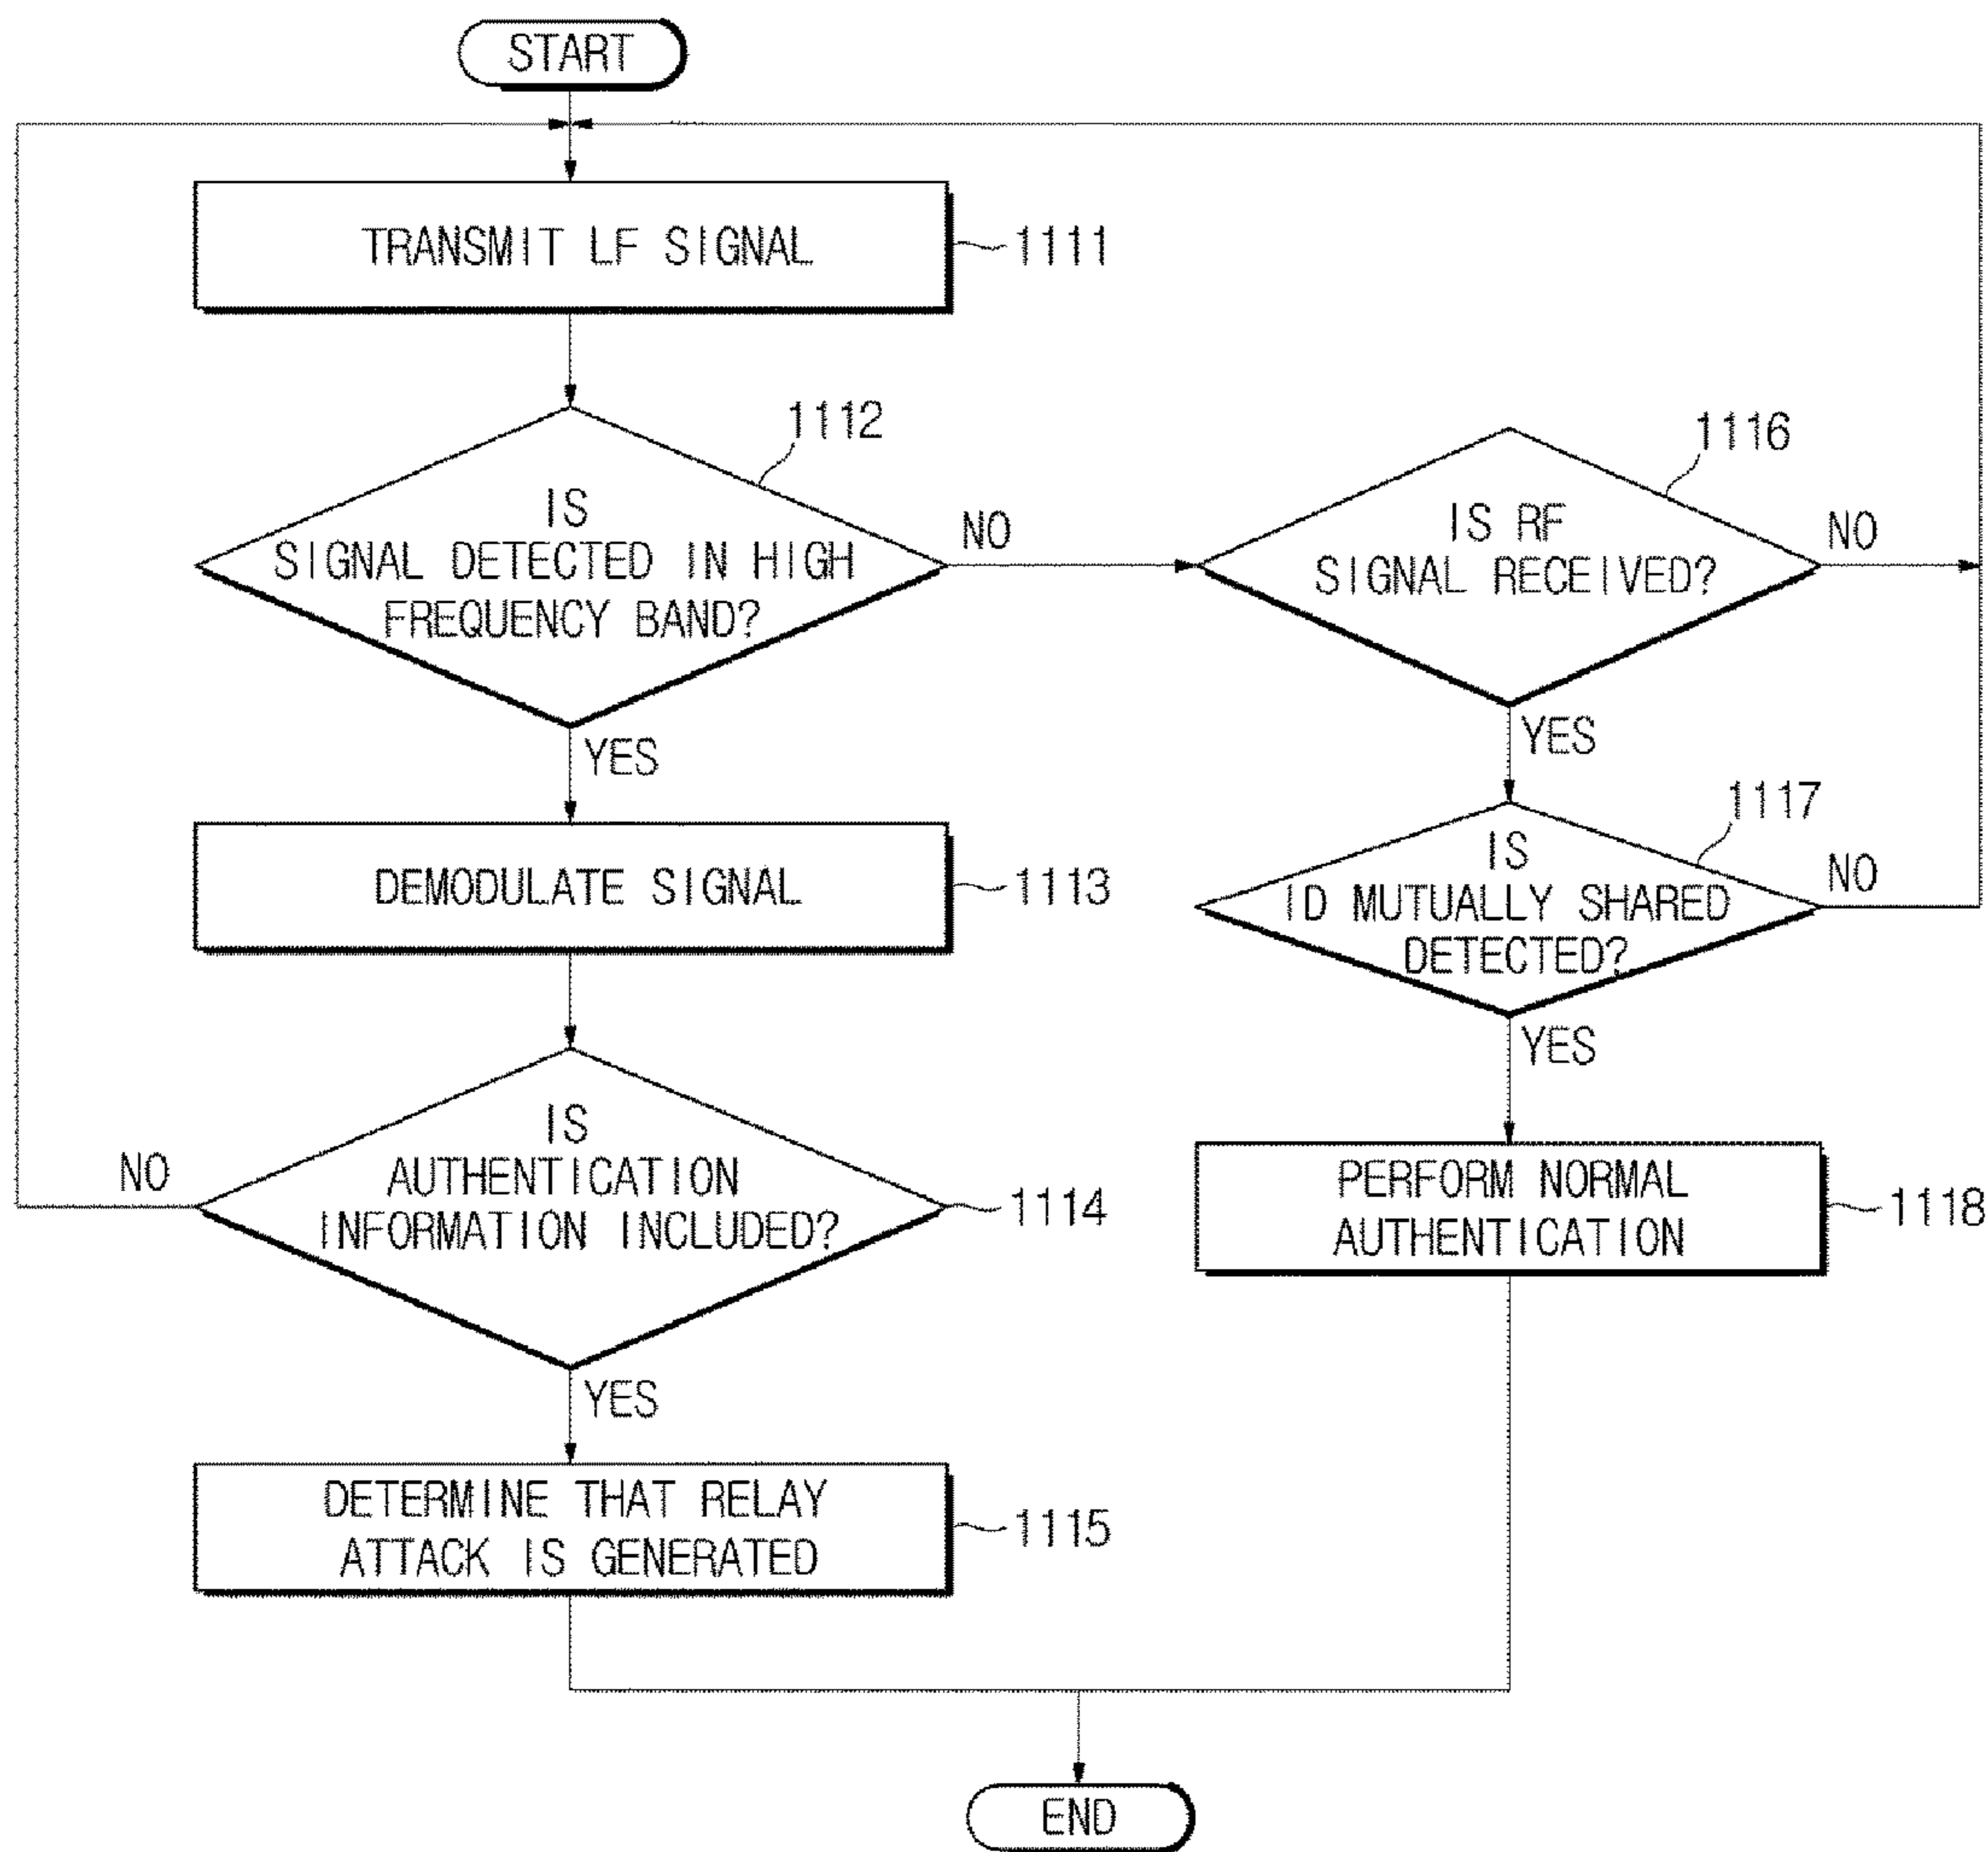 START
TRANSMIT LF SIGNAL
1111
1112
IS
SIGNAL DETECTED IN HIGH
FREQUENCY BAND?
NO
YES
1116
IS RF
SIGNAL RECEIVED?
NO
YES
DEMODULATE SIGNAL
1113
1117
IS
ID MUTUALLY SHARED
DETECTED?
NO
YES
IS
AUTHENTICATION
INFORMATION INCLUDED?
NO
1114
YES
PERFORM NORMAL
AUTHENTICATION
1118
DETERMINE THAT RELAY
ATTACK IS GENERATED
1115
END